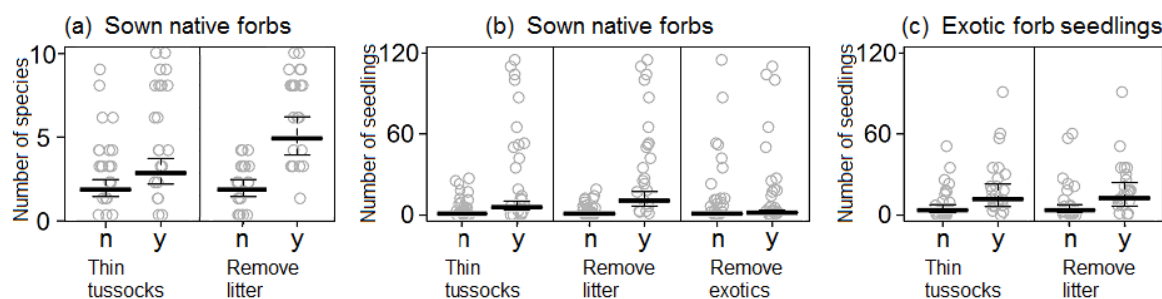 (a) Sown native forbs
Number of species
10
5
0
n y n y
Thin tussocks
Remove litter
(b) Sown native forbs
Number of seedlings
120
60
0
n y n y n y
Thin tussocks
Remove litter
Remove exotics
(c) Exotic forb seedlings
Number of seedlings
120
60
0
n y n y
Thin tussocks
Remove litter